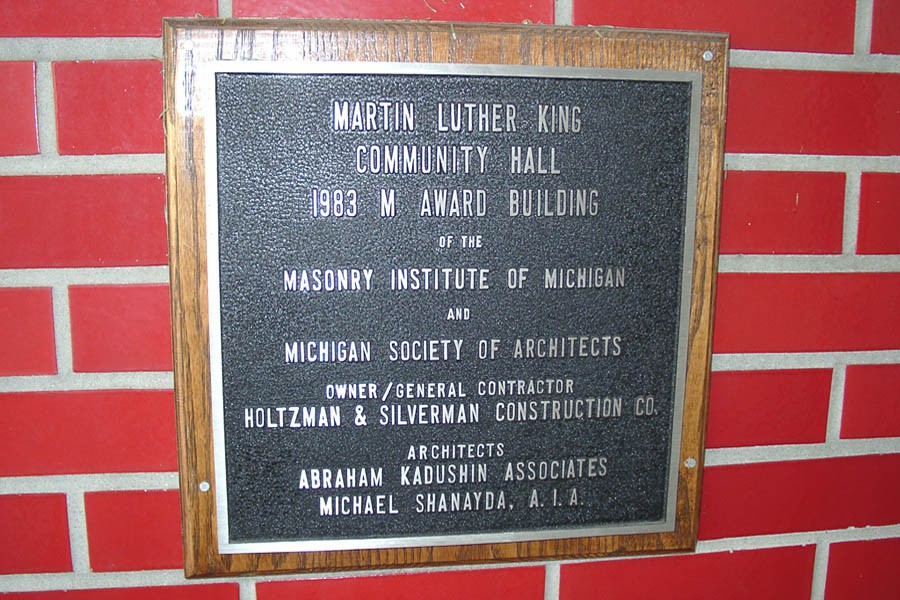 MARTIN LUTHER KING
COMMUNITY HALL
1983 M AWARD BUILDING
OF THE
MASONRY INSTITUTE OF MICHIGAN
AND
MICHIGAN SOCIETY OF ARCHITECTS
OWNER/GENERAL CONTRACTOR
HOLTZMAN & SILVERMAN CONSTRUCTION CO.
ARCHITECTS
ABRAHAM KADUSHIN ASSOCIATES
MICHAEL SHANAYDA, A.I.A.